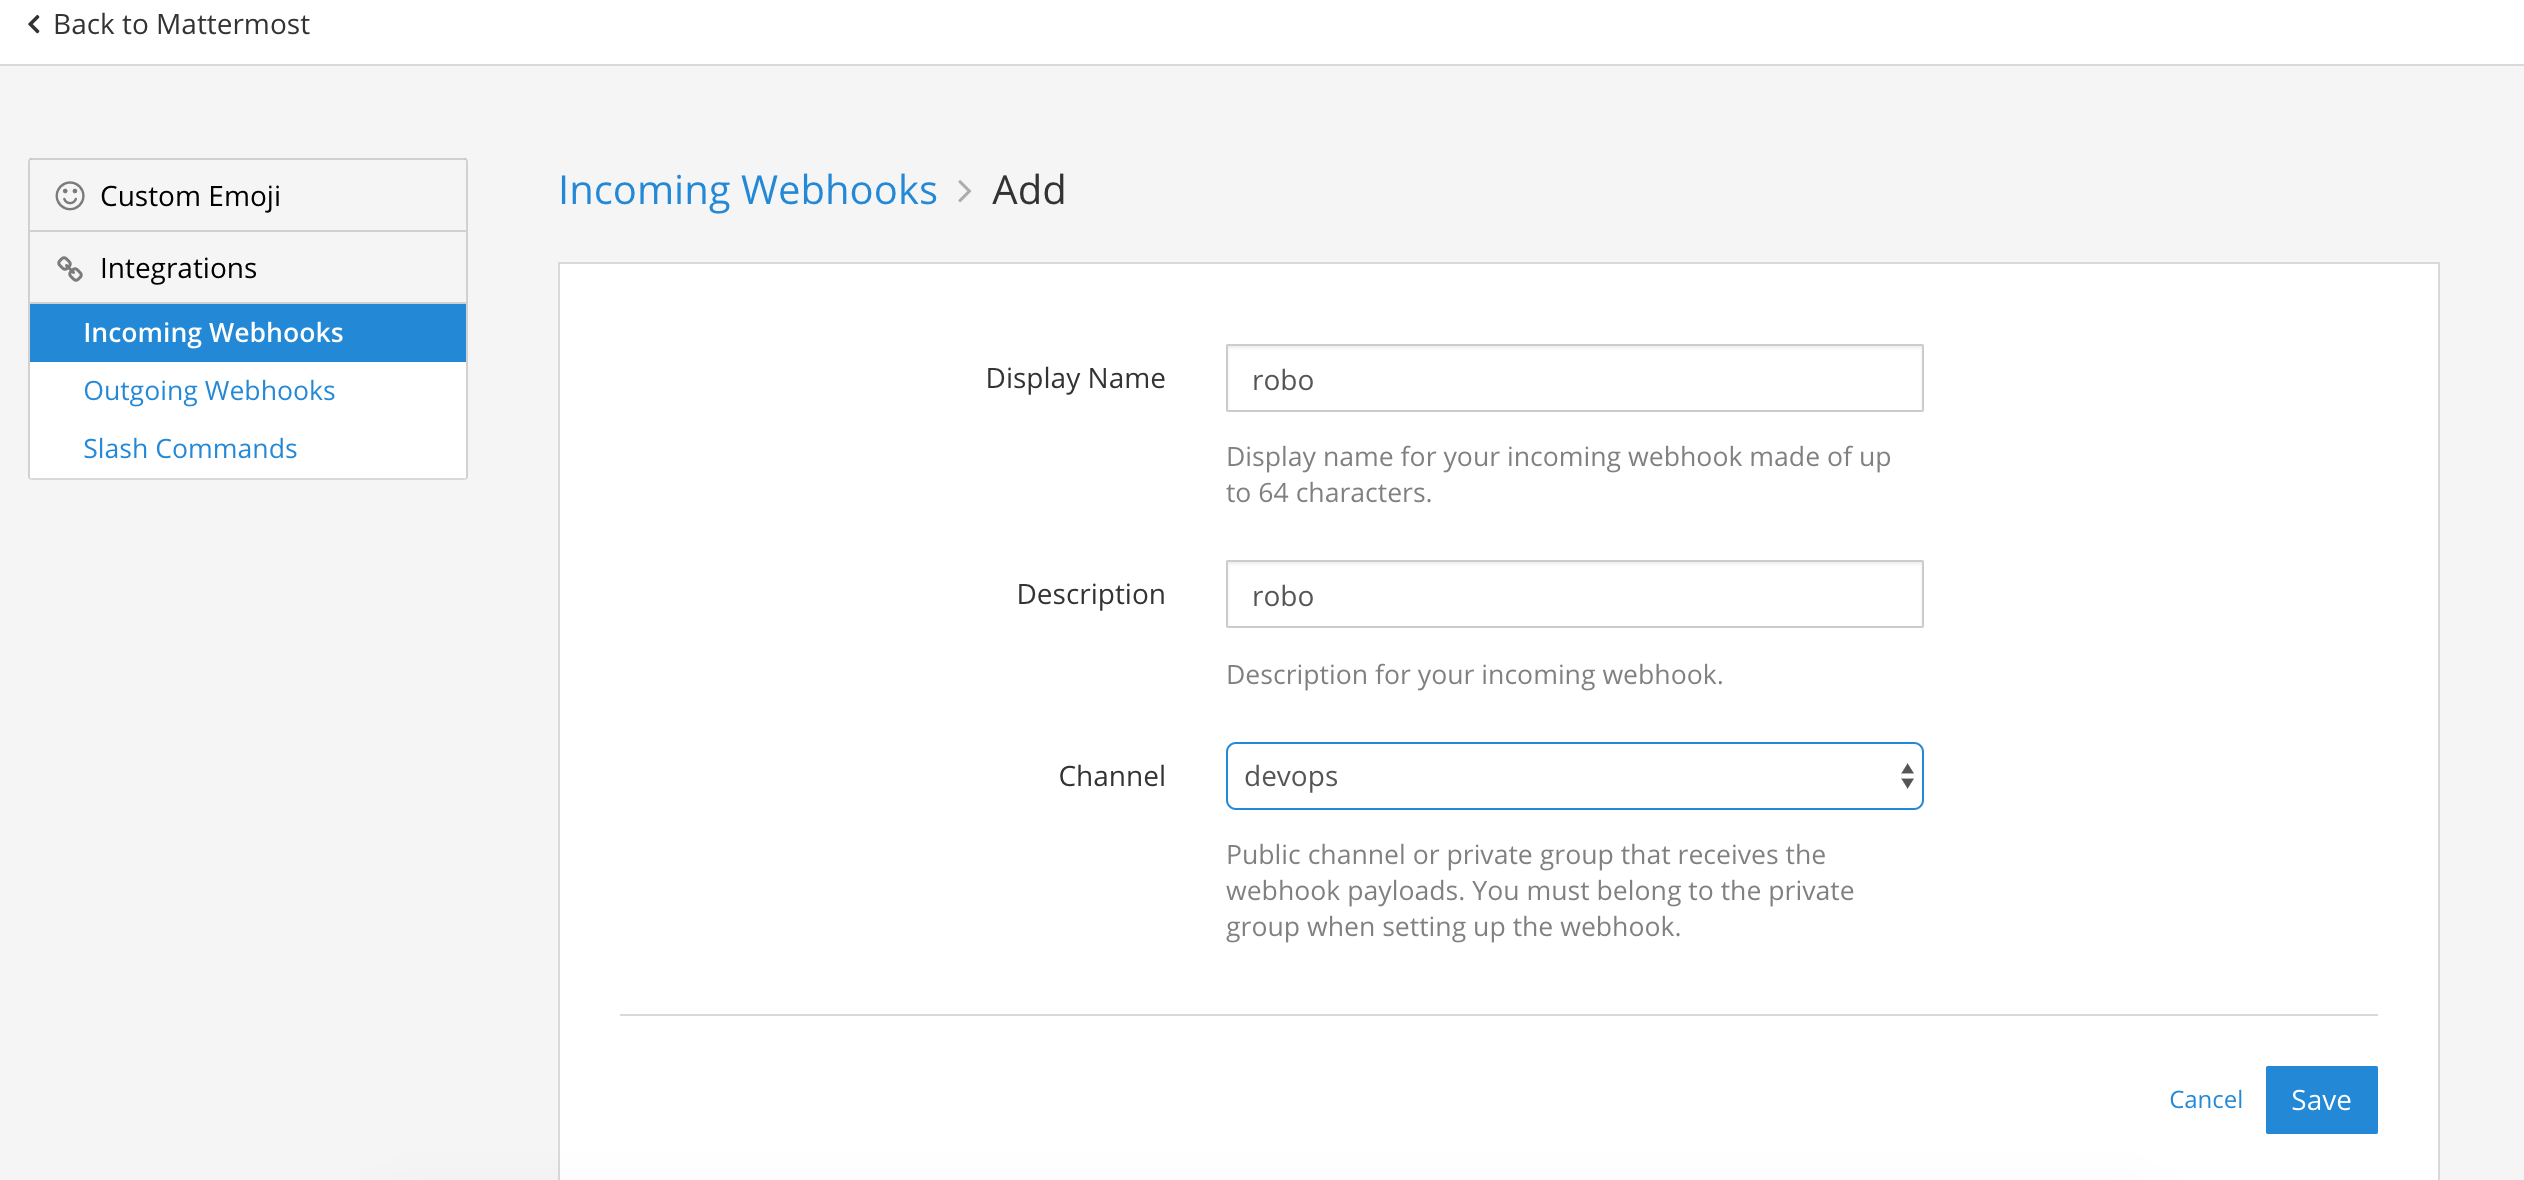 Back to Mattermost
Custom Emoji
Integrations
Incoming Webhooks
Outgoing Webhooks
Slash Commands
Incoming Webhooks > Add
Display Name
robo
Display name for your incoming webhook made of up
to 64 characters.
Description
robo
Description for your incoming webhook.
Channel
devops
Public channel or private group that receives the
webhook payloads. You must belong to the private
group when setting up the webhook.
Cancel
Save